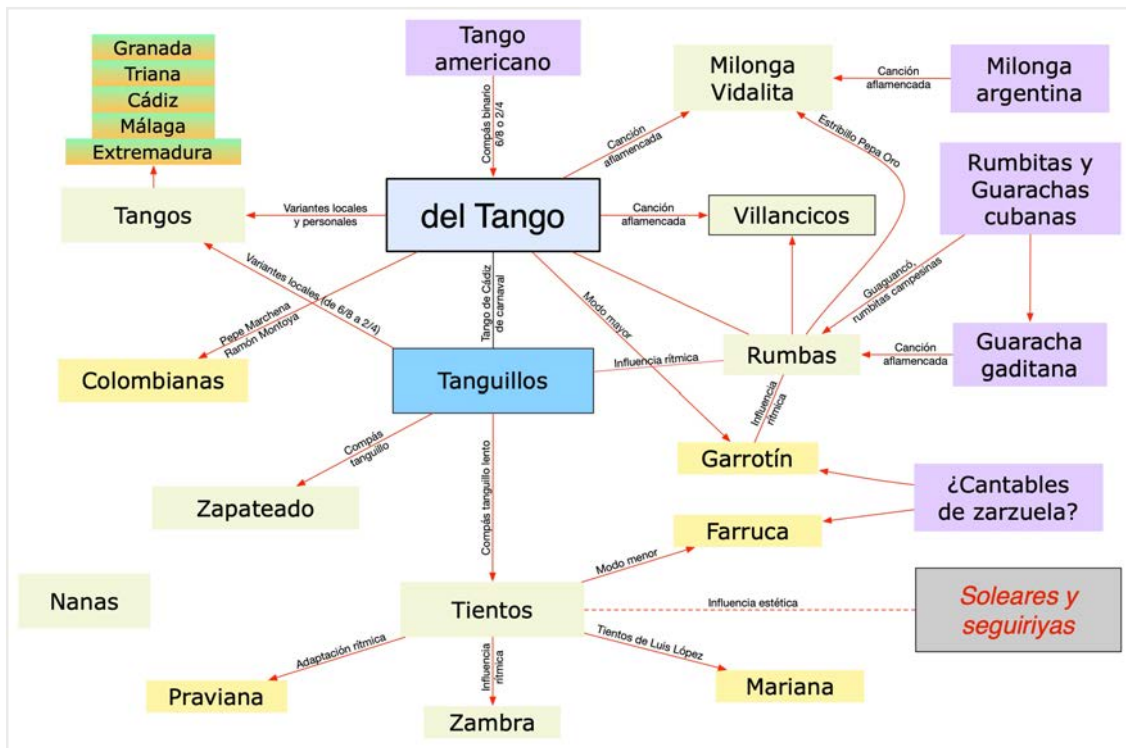 Granada
Triana
Cádiz
Málaga
Extremadura
Tango
americano
Milonga
Vidalita
Canción
aflamencada
Milonga
argentina
Compás binario
6/8 o 2/4
Canción
aflamencada
Estribillo Pepa Oro
Rumbitas y
Guarachas
cubanas
Tangos
Variantes locales
y personales
del Tango
Canción
aflamencada
Villancicos
Guaguancó,
rumbitas campesinas
Variantes locales (de 6/8 a 2/4)
Tango de Cádiz
de carnaval
Modo mayor
Pepe Marchena
Ramón Montoya
Colombianas
Tanguillos
Influencia rítmica
Rumbas
Canción
aflamencada
Guaracha
gaditana
Influencia
rítmica
Compás
tanguillo
Compás tanguillo lento
Garrotín
Zapateado
¿Cantables
de zarzuela?
Farruca
Modo menor
Nanas
Tientos
Influencia estética
Soleares y
seguiriyas
Adaptación rítmica
Influencia
rítmica
Tientos de Luis López
Praviana
Mariana
Zambra